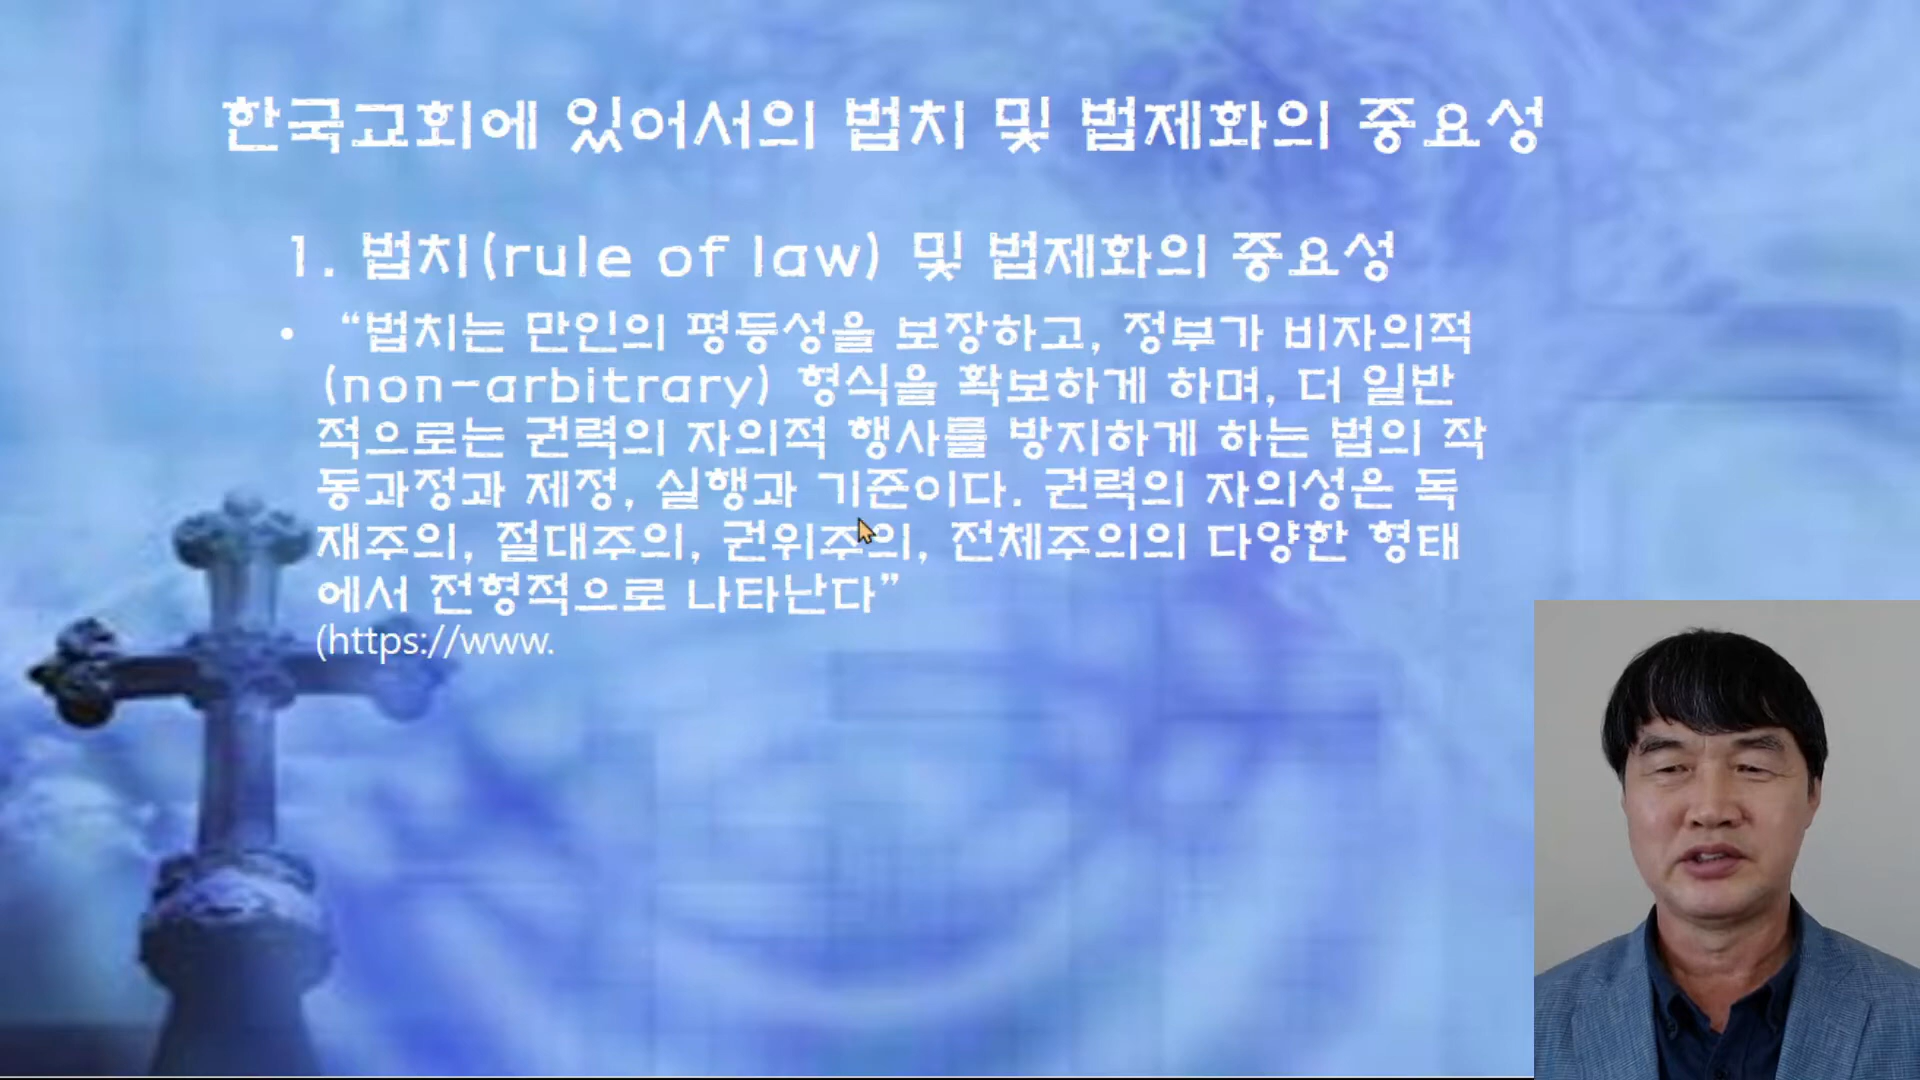 한국교회에 있어서의 법치 및 법제화의 중요성
1. 법치(rule of law) 및 법제화의 중요성
• “법치는 만인의 평등성을 보장하고, 정부가 비자의적
(non-arbitrary) 형식을 확보하게 하며, 더 일반
적으로는 권력의 자의적 행사를 방지하게 하는 법의 작
동과정과 제정, 실행과 기준이다. 권력의 자의성은 독
재주의, 절대주의, 권위주의, 전체주의의 다양한 형태
에서 전형적으로 나타난다”
(https://www.